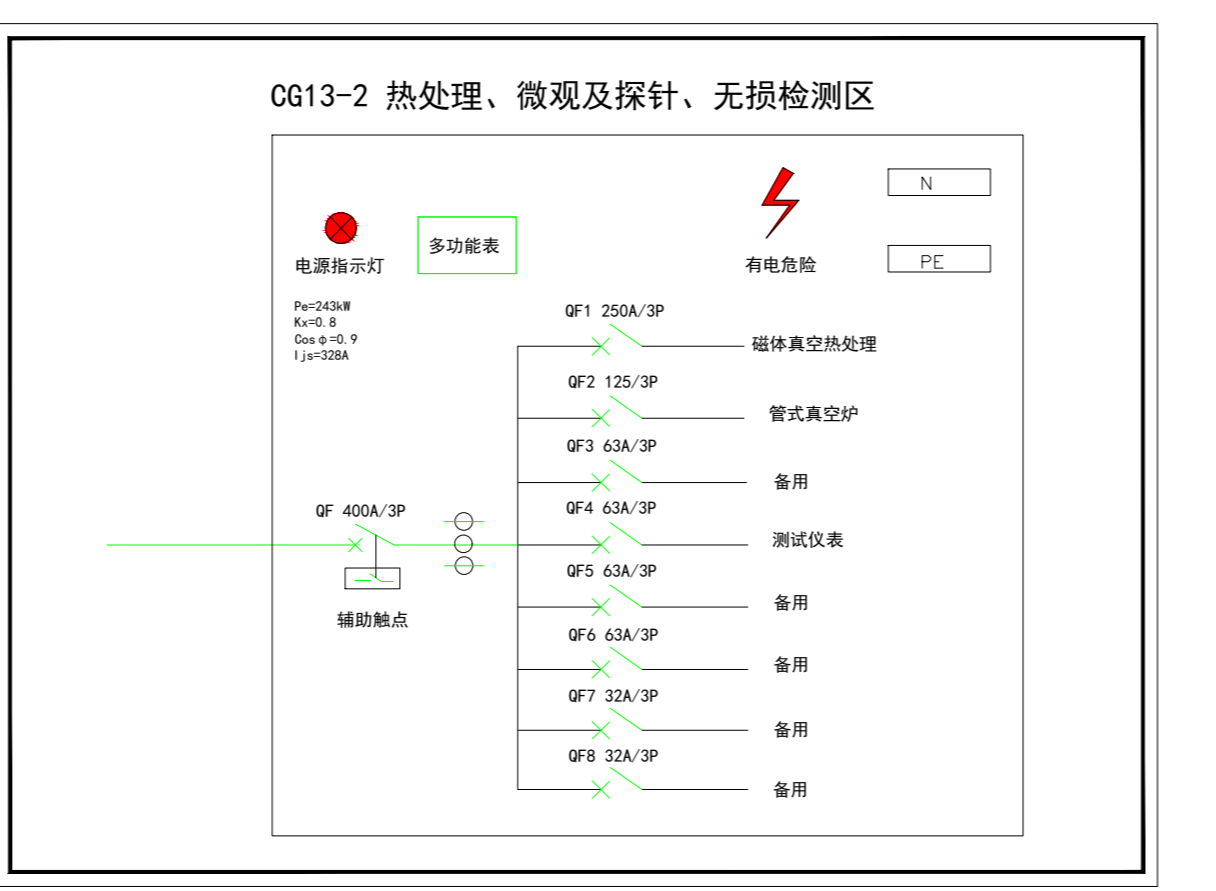 CG13-2 热处理、微观及探针、无损检测区
N
多功能表
电源指示灯
有电危险
PE
Pe=243kW
Kx=0.8
Cosφ=0.9
Ijs=328A
QF1 250A/3P
磁体真空热处理
QF2 125/3P
管式真空炉
QF3 63A/3P
备用
QF 400A/3P
QF4 63A/3P
测试仪表
QF5 63A/3P
备用
辅助触点
QF6 63A/3P
备用
QF7 32A/3P
备用
QF8 32A/3P
备用